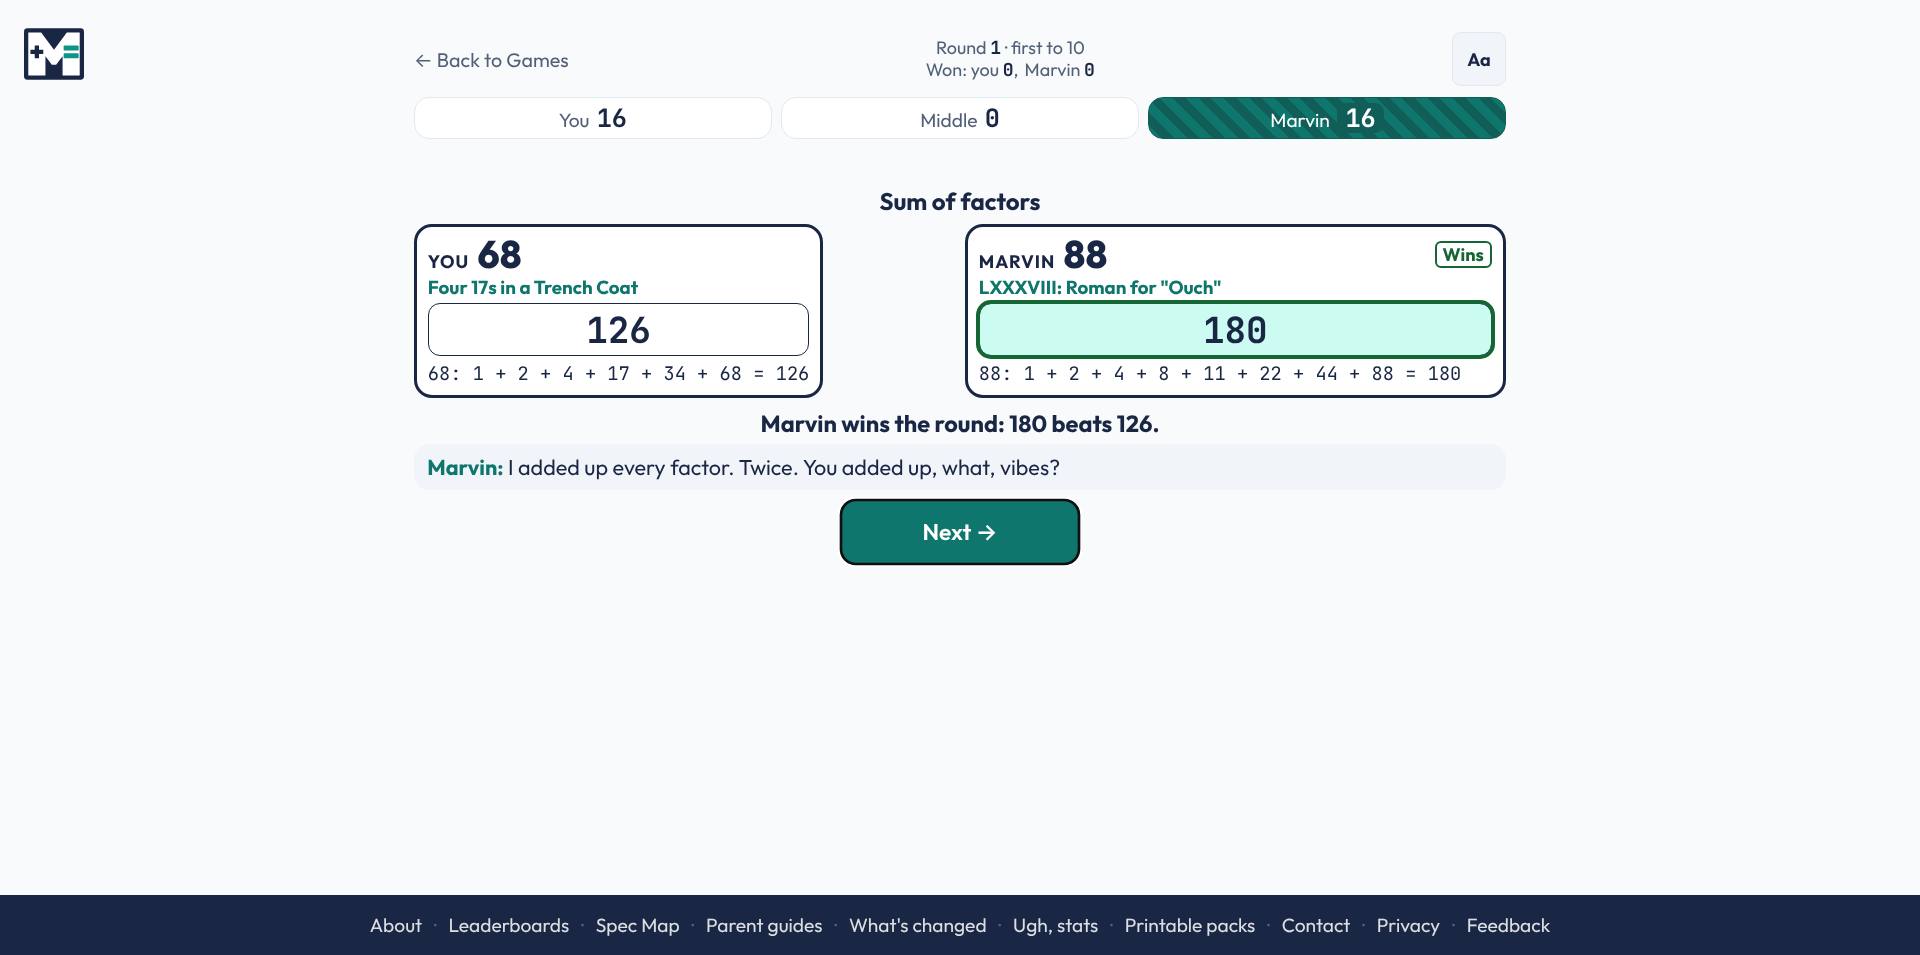 ← Back to Games
Round 1 · first to 10
Won: you 0, Marvin 0
Aa
You 16
Middle 0
Marvin 16
Sum of factors
YOU 68
Four 17s in a Trench Coat
126
68: 1 + 2 + 4 + 17 + 34 + 68 = 126
MARVIN 88
Wins
LXXXVIII: Roman for "Ouch"
180
88: 1 + 2 + 4 + 8 + 11 + 22 + 44 + 88 = 180
Marvin wins the round: 180 beats 126.
Marvin: I added up every factor. Twice. You added up, what, vibes?
Next →
About · Leaderboards · Spec Map · Parent guides · What's changed · Ugh, stats · Printable packs · Contact · Privacy · Feedback